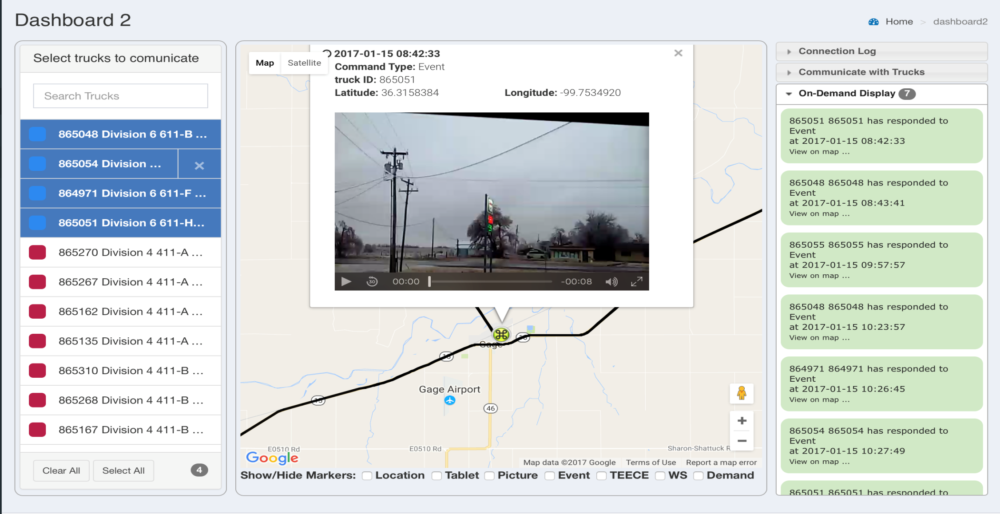 Dashboard 2
Home > dashboard2
Select trucks to comunicate
Search Trucks
865048 Division 6 611-B ...
865054 Division ...
864971 Division 6 611-F ...
865051 Division 6 611-H...
865270 Division 4 411-A ...
865267 Division 4 411-A ...
865162 Division 4 411-A ...
865135 Division 4 411-A ...
865310 Division 4 411-B ...
865268 Division 4 411-B ...
865167 Division 4 411-B ...
Clear All
Select All
4
Map
Satellite
2017-01-15 08:42:33
Command Type: Event
truck ID: 865051
Latitude: 36.3158384
Longitude: -99.7534920
30
00:00
-00:08
Gage
15
15
15
Gage Airport
46
E0510 Rd
E0510 Rd
Sharon-Shattuck R
Google
Map data ©2017 Google
Terms of Use
Report a map error
Show/Hide Markers: Location Tablet Picture Event TEECE WS Demand
Connection Log
Communicate with Trucks
On-Demand Display 7
865051 865051 has responded to
Event
at 2017-01-15 08:42:33
View on map ...
865048 865048 has responded to
Event
at 2017-01-15 08:43:41
View on map ...
865055 865055 has responded to
Event
at 2017-01-15 09:57:57
View on map ...
865048 865048 has responded to
Event
at 2017-01-15 10:23:57
View on map ...
864971 864971 has responded to
Event
at 2017-01-15 10:26:45
View on map ...
865054 865054 has responded to
Event
at 2017-01-15 10:27:49
View on map ...
865051 865051 has responded to